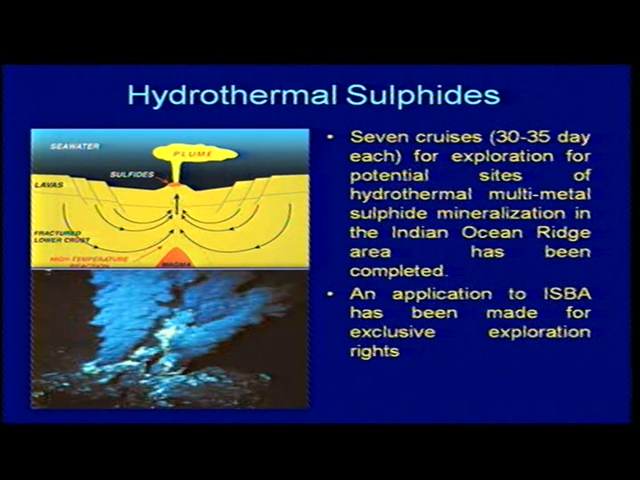 Hydrothermal Sulphides
SEAWATER
PLUME
SULFIDES
LAVAS
FRACTURED
LOWER CRUST
HIGH TEMPERATURE
REACTION
MAGMA
• Seven cruises (30-35 day
each) for exploration for
potential sites of
hydrothermal multi-metal
sulphide mineralization in
the Indian Ocean Ridge
area has been
completed.
• An application to ISBA
has been made for
exclusive exploration
rights